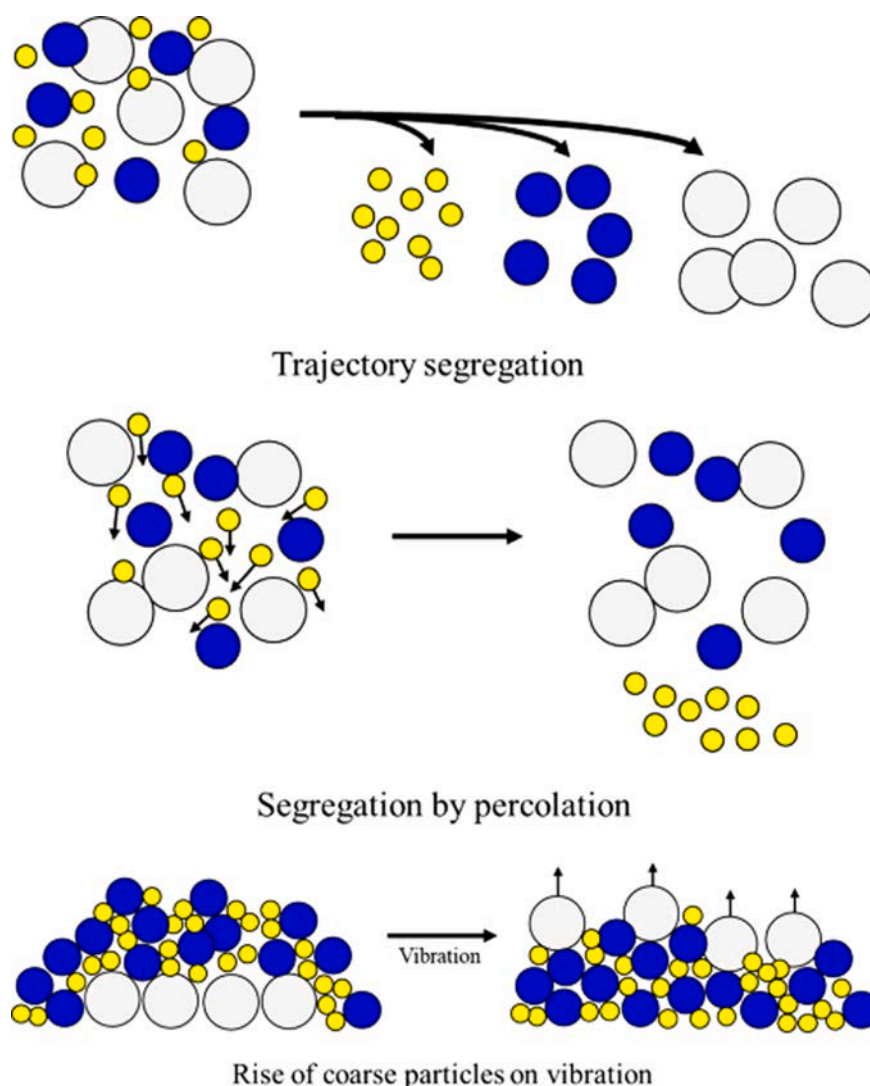 Trajectory segregation
Segregation by percolation
Vibration
Rise of coarse particles on vibration